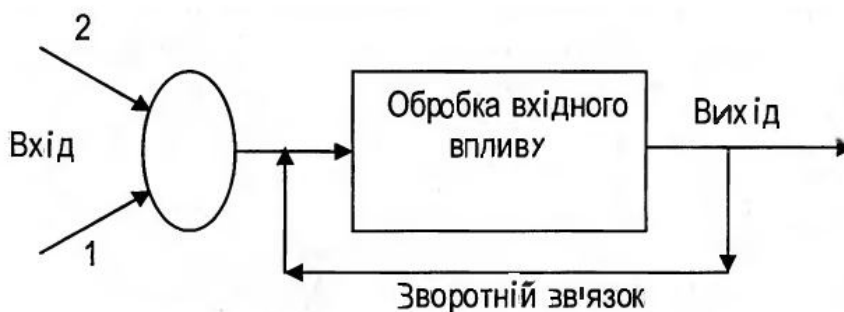 2
Обробка вхідного
впливу
Вихід
Вхід
1
Зворотній зв'язок